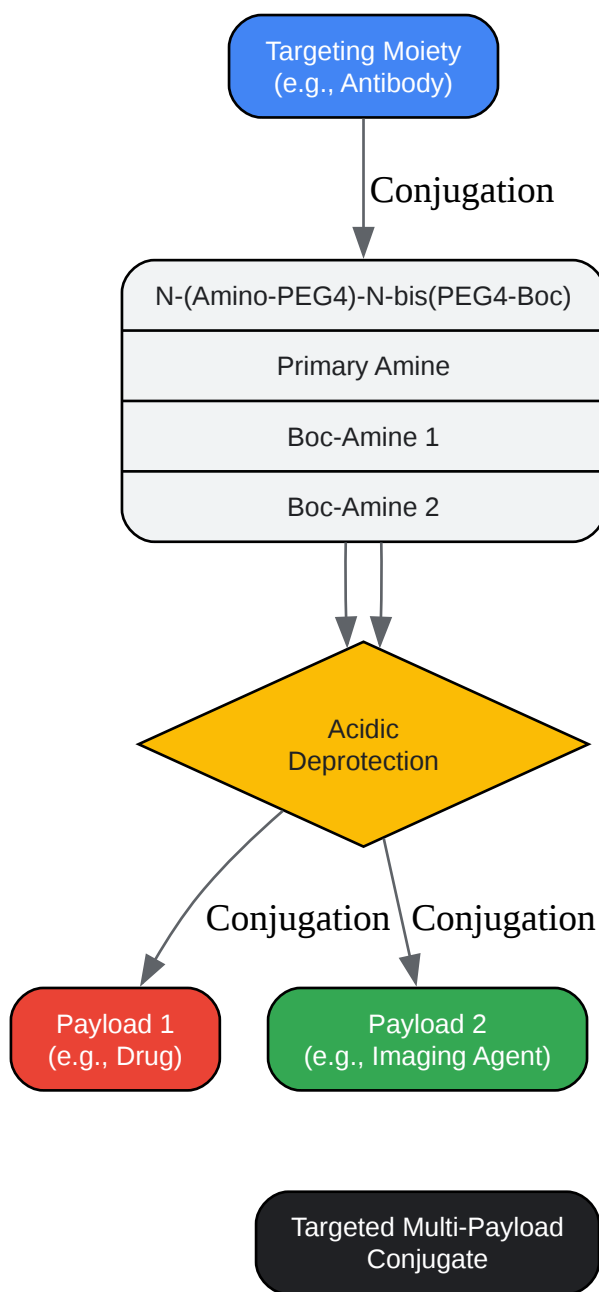 Targeting Moiety
(e.g., Antibody)
Conjugation
N-(Amino-PEG4)-N-bis(PEG4-Boc)
Primary Amine
Boc-Amine 1
Boc-Amine 2
Acidic
Deprotection
Conjugation
Conjugation
Payload 1
(e.g., Drug)
Payload 2
(e.g., Imaging Agent)
Targeted Multi-Payload
Conjugate